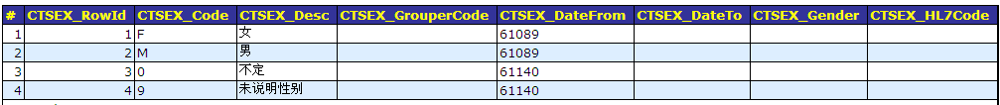 # CTSEX_RowId CTSEX_Code CTSEX_Desc CTSEX_GrouperCode CTSEX_DateFrom CTSEX_DateTo CTSEX_Gender CTSEX_HL7Code
1 1 F 女 61089
2 2 M 男 61089
3 3 0 不定 61140
4 4 9 未说明性别 61140